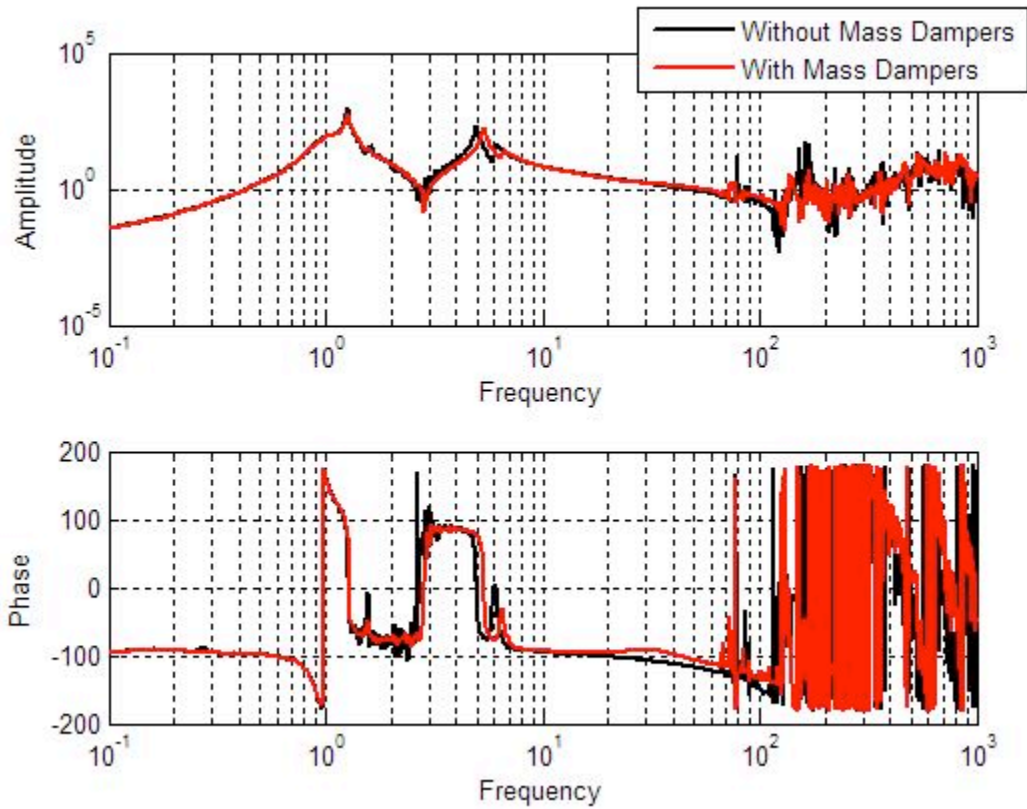 Without Mass Dampers
With Mass Dampers
10^5
10^0
10^-5
Amplitude
10^-1 10^0 10^1 10^2 10^3
Frequency
200
100
0
-100
-200
Phase
10^-1 10^0 10^1 10^2 10^3
Frequency